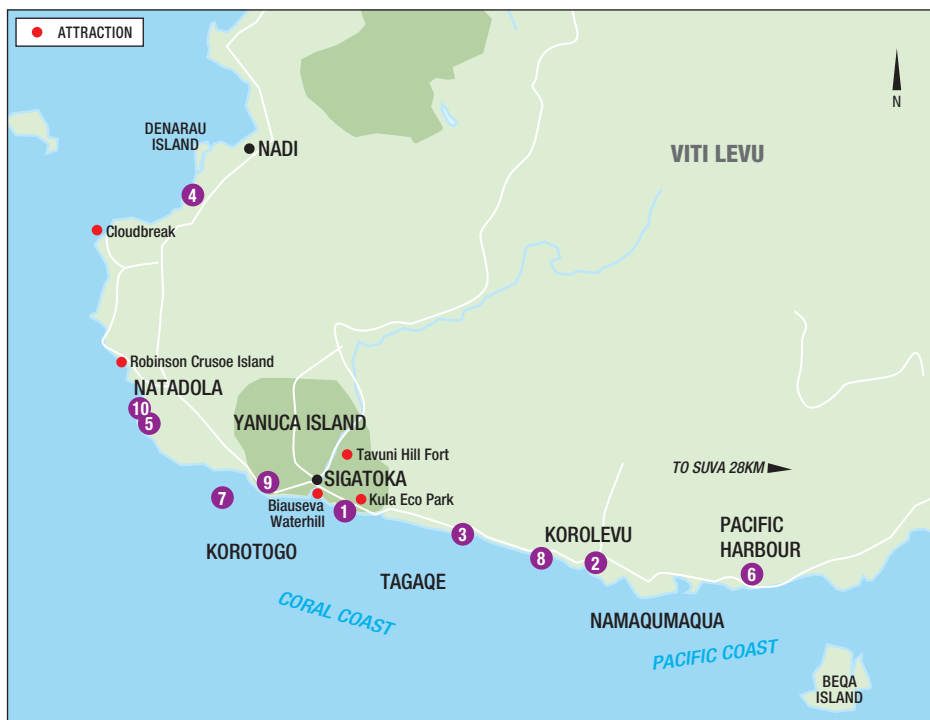 ATTRACTION
N
DENARAU
ISLAND
NADI
VITI LEVU
4
Cloudbreak
Robinson Crusoe Island
NATADOLA
10
5
YANUCA ISLAND
Tavuni Hill Fort
TO SUVA 28KM
SIGATOKA
9
7
Biauseva
Waterhill
Kula Eco Park
1
3
KOROTOGO
KOROLEVU
PACIFIC
HARBOUR
8
2
6
TAGAQE
CORAL COAST
NAMAQUMAQUA
PACIFIC COAST
BEQA
ISLAND